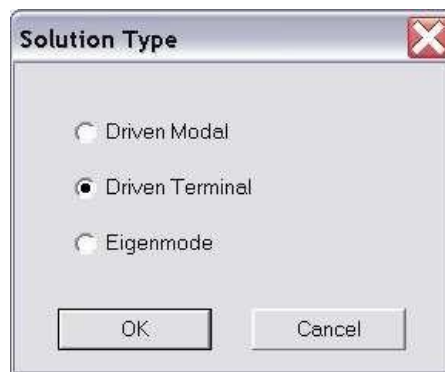 Solution Type
Driven Modal
Driven Terminal
Eigenmode
OK Cancel